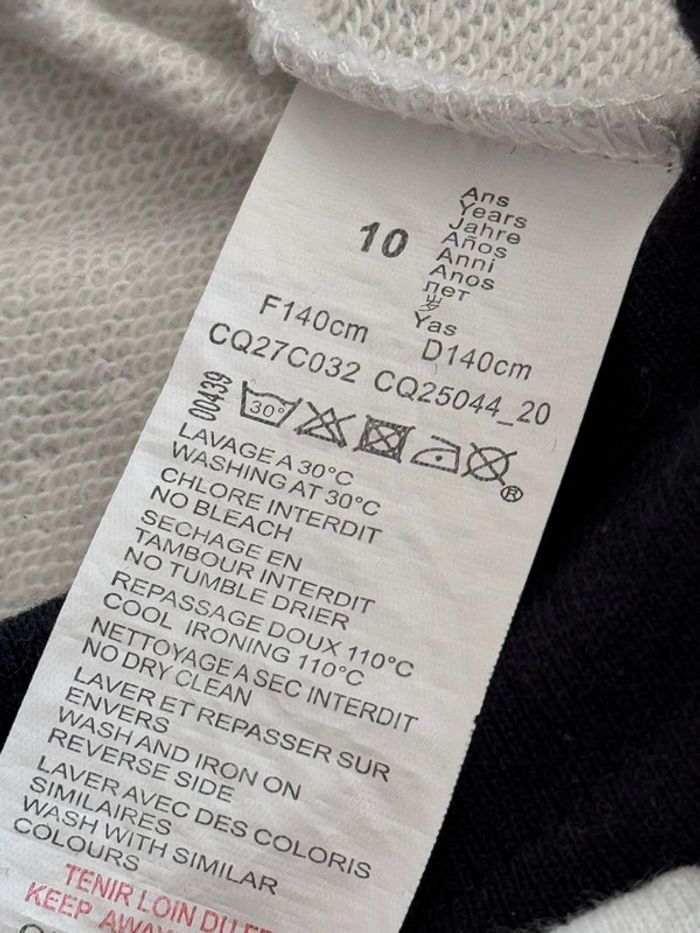 Ans
Years
Jahre
10 Años
Anni
Anos
лет
岁
Yas
F140cm D140cm
CQ27C032 CQ25044_20
00439
30°
®
LAVAGE A 30°C
WASHING AT 30°C
CHLORE INTERDIT
NO BLEACH
SECHAGE EN
TAMBOUR INTERDIT
NO TUMBLE DRIER
REPASSAGE DOUX 110°C
COOL IRONING 110°C
NETTOYAGE A SEC INTERDIT
NO DRY CLEAN
LAVER ET REPASSER SUR
ENVERS
WASH AND IRON ON
REVERSE SIDE
LAVER AVEC DES COLORIS
SIMILAIRES
WASH WITH SIMILAR
COLOURS
TENIR LOIN DU
KEEP AWAY